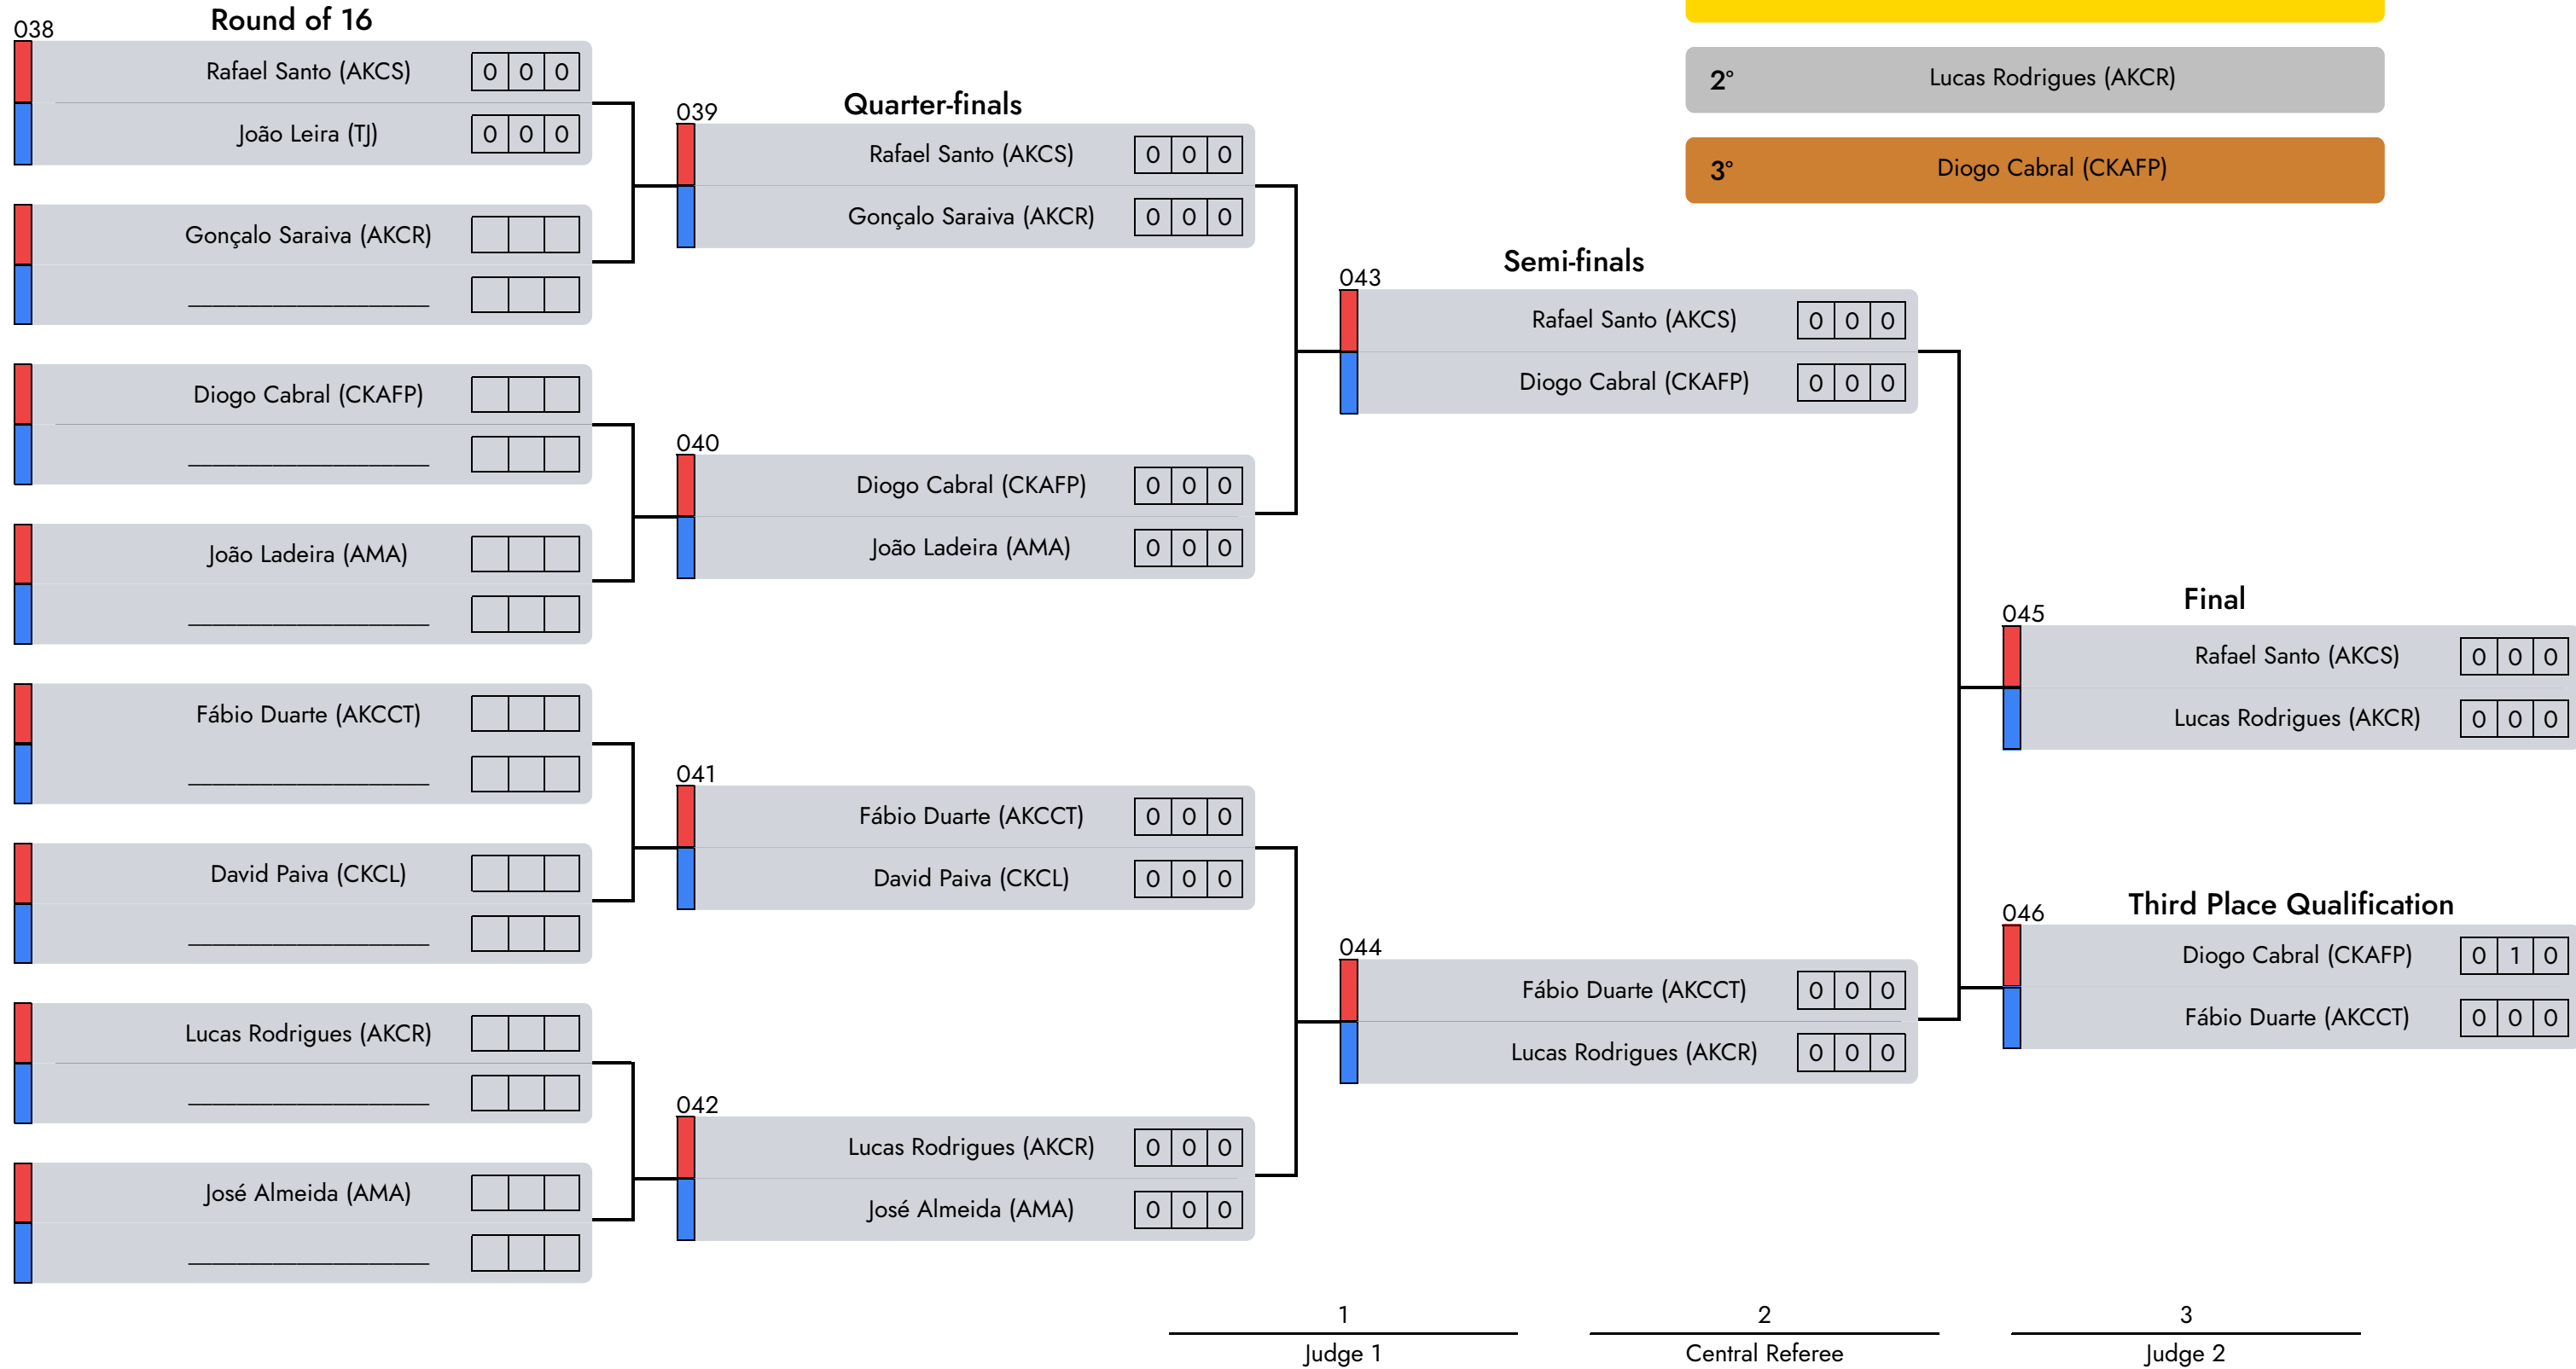 Round of 16
038
Rafael Santo (AKCS) 0 0 0
João Leira (TJ) 0 0 0
Gonçalo Saraiva (AKCR)
Diogo Cabral (CKAFP)
João Ladeira (AMA)
Fábio Duarte (AKCCT)
David Paiva (CKCL)
Lucas Rodrigues (AKCR)
José Almeida (AMA)
Quarter-finals
039
Rafael Santo (AKCS) 0 0 0
Gonçalo Saraiva (AKCR) 0 0 0
040
Diogo Cabral (CKAFP) 0 0 0
João Ladeira (AMA) 0 0 0
041
Fábio Duarte (AKCCT) 0 0 0
David Paiva (CKCL) 0 0 0
042
Lucas Rodrigues (AKCR) 0 0 0
José Almeida (AMA) 0 0 0
2° Lucas Rodrigues (AKCR)
3° Diogo Cabral (CKAFP)
Semi-finals
043
Rafael Santo (AKCS) 0 0 0
Diogo Cabral (CKAFP) 0 0 0
044
Fábio Duarte (AKCCT) 0 0 0
Lucas Rodrigues (AKCR) 0 0 0
Final
045
Rafael Santo (AKCS) 0 0 0
Lucas Rodrigues (AKCR) 0 0 0
Third Place Qualification
046
Diogo Cabral (CKAFP) 0 1 0
Fábio Duarte (AKCCT) 0 0 0
1 2 3
Judge 1 Central Referee Judge 2